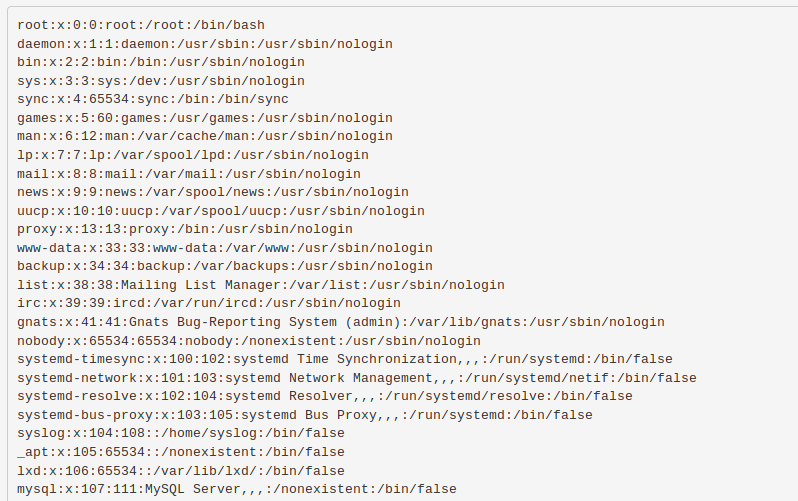 root:x:0:0:root:/root:/bin/bash
daemon:x:1:1:daemon:/usr/sbin:/usr/sbin/nologin
bin:x:2:2:bin:/bin:/usr/sbin/nologin
sys:x:3:3:sys:/dev:/usr/sbin/nologin
sync:x:4:65534:sync:/bin:/bin/sync
games:x:5:60:games:/usr/games:/usr/sbin/nologin
man:x:6:12:man:/var/cache/man:/usr/sbin/nologin
lp:x:7:7:lp:/var/spool/lpd:/usr/sbin/nologin
mail:x:8:8:mail:/var/mail:/usr/sbin/nologin
news:x:9:9:news:/var/spool/news:/usr/sbin/nologin
uucp:x:10:10:uucp:/var/spool/uucp:/usr/sbin/nologin
proxy:x:13:13:proxy:/bin:/usr/sbin/nologin
www-data:x:33:33:www-data:/var/www:/usr/sbin/nologin
backup:x:34:34:backup:/var/backups:/usr/sbin/nologin
list:x:38:38:Mailing List Manager:/var/list:/usr/sbin/nologin
irc:x:39:39:ircd:/var/run/ircd:/usr/sbin/nologin
gnats:x:41:41:Gnats Bug-Reporting System (admin):/var/lib/gnats:/usr/sbin/nologin
nobody:x:65534:65534:nobody:/nonexistent:/usr/sbin/nologin
systemd-timesync:x:100:102:systemd Time Synchronization,,,:/run/systemd:/bin/false
systemd-network:x:101:103:systemd Network Management,,,:/run/systemd/netif:/bin/false
systemd-resolve:x:102:104:systemd Resolver,,,:/run/systemd/resolve:/bin/false
systemd-bus-proxy:x:103:105:systemd Bus Proxy,,,:/run/systemd:/bin/false
syslog:x:104:108::/home/syslog:/bin/false
_apt:x:105:65534::/nonexistent:/bin/false
lxd:x:106:65534::/var/lib/lxd/:/bin/false
mysql:x:107:111:MySQL Server,,,:/nonexistent:/bin/false